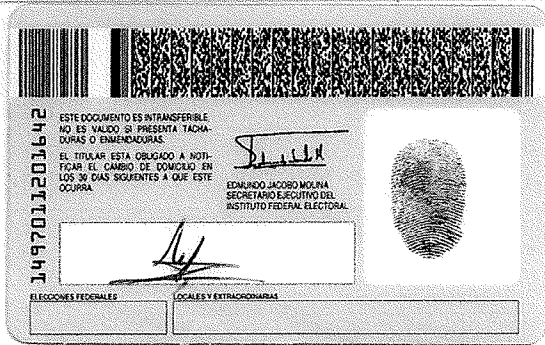 ESTE DOCUMENTO ES INTRANSFERIBLE.
NO ES VALIDO SI PRESENTA TACHA-
DURAS O ENMENDADURAS.
EL TITULAR ESTA OBLIGADO A NOTI-
FICAR EL CAMBIO DE DOMICILIO EN
LOS 30 DIAS SIGUIENTES A QUE ESTE
OCURRA.
EDMUNDO JACOBO MOLINA
SECRETARIO EJECUTIVO DEL
INSTITUTO FEDERAL ELECTORAL
1497011201642
ELECCIONES FEDERALES
LOCALES Y EXTRAORDINARIAS